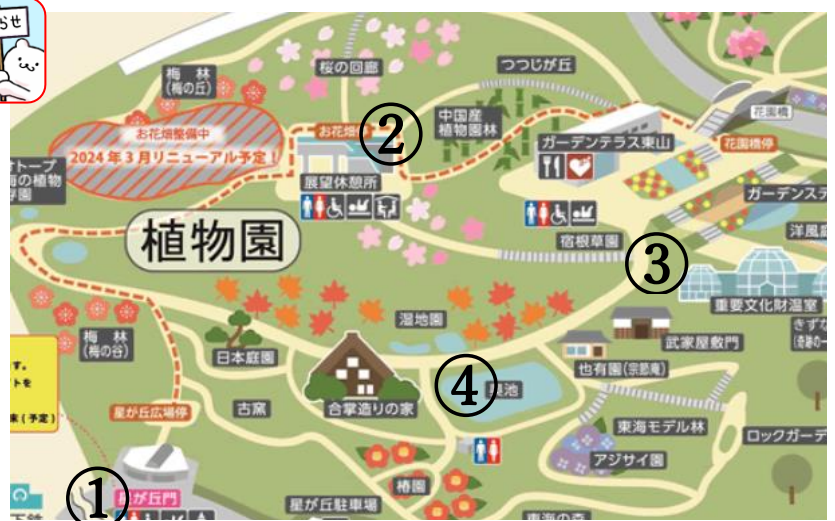 せ
梅 林
(梅の丘)
桜の回廊
つつじが丘
お花畑停
②
中国産
植物園林
ガーデンテラス東山
花園橋
花園橋停
お花畑整備中
2024年3月リニューアル予定!
展望休憩所
植物園
宿根草園
③
ガーデンステ
洋風庭
重要文化財温室
武家屋敷門
也有園(宗節庵)
湿地園
日本庭園
合掌造りの家
④
梅 林
(梅の谷)
古窯
星が丘広場停
東海モデル林
アジサイ園
ロックガーデ
①
星が丘門
星が丘駐車場
椿園
東海の森